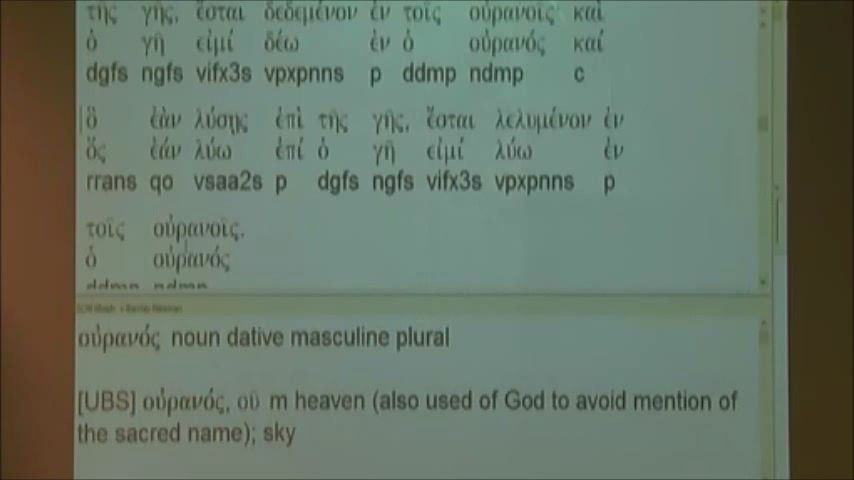 τῆς γῆς, ἔσται δεδεμένον ἐν τοῖς οὐρανοῖς καὶ
ὁ γῆ εἰμί δέω ἐν ὁ οὐρανός καί
dgfs ngfs vifx3s vpxpnns p ddmp ndmp c
ὃ ἐὰν λύσῃς ἐπὶ τῆς γῆς, ἔσται λελυμένον ἐν
ὅς ἐάν λύω ἐπί ὁ γῆ εἰμί λύω ἐν
rrans qo vsaa2s p dgfs ngfs vifx3s vpxpnns p
τοῖς οὐρανοῖς.
ὁ οὐρανός
ddmp ndmp
οὐρανός noun dative masculine plural
[UBS] οὐρανός, οῦ m heaven (also used of God to avoid mention of
the sacred name); sky